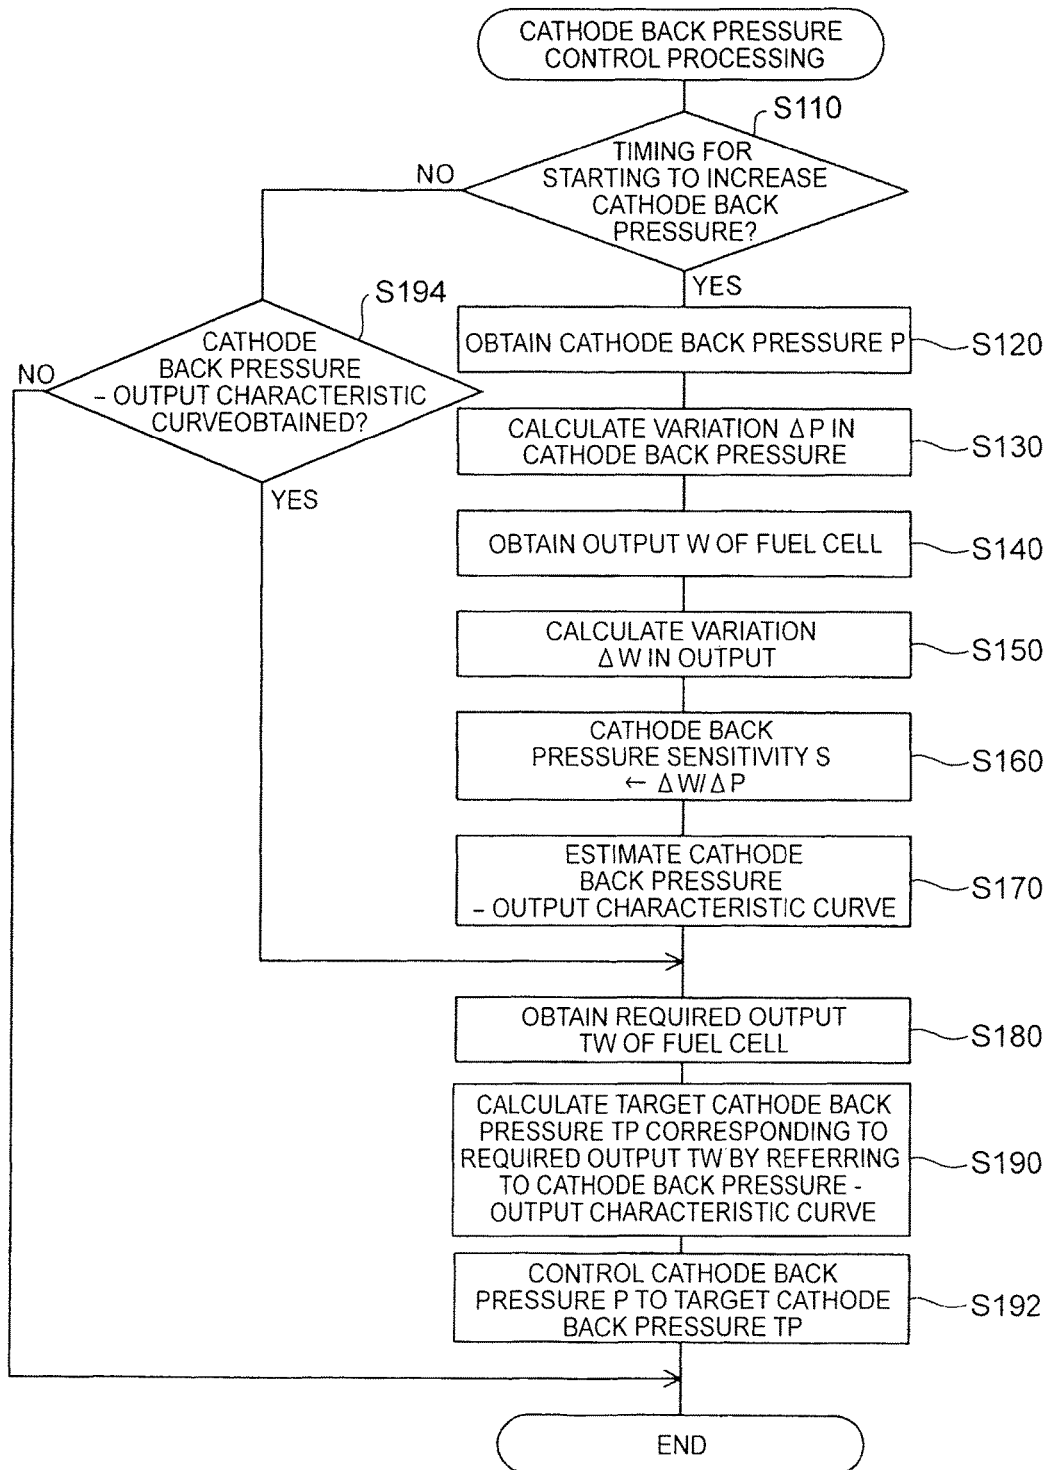 CATHODE BACK PRESSURE
CONTROL PROCESSING
S110
TIMING FOR
STARTING TO INCREASE
CATHODE BACK
PRESSURE?
NO
YES
S194
CATHODE
BACK PRESSURE
– OUTPUT CHARACTERISTIC
CURVEOBTAINED?
NO
YES
OBTAIN CATHODE BACK PRESSURE P
S120
CALCULATE VARIATION ΔP IN
CATHODE BACK PRESSURE
S130
OBTAIN OUTPUT W OF FUEL CELL
S140
CALCULATE VARIATION
ΔW IN OUTPUT
S150
CATHODE BACK
PRESSURE SENSITIVITY S
← ΔW/ΔP
S160
ESTIMATE CATHODE
BACK PRESSURE
– OUTPUT CHARACTERISTIC CURVE
S170
OBTAIN REQUIRED OUTPUT
TW OF FUEL CELL
S180
CALCULATE TARGET CATHODE BACK
PRESSURE TP CORRESPONDING TO
REQUIRED OUTPUT TW BY REFERRING
TO CATHODE BACK PRESSURE -
OUTPUT CHARACTERISTIC CURVE
S190
CONTROL CATHODE BACK
PRESSURE P TO TARGET CATHODE
BACK PRESSURE TP
S192
END